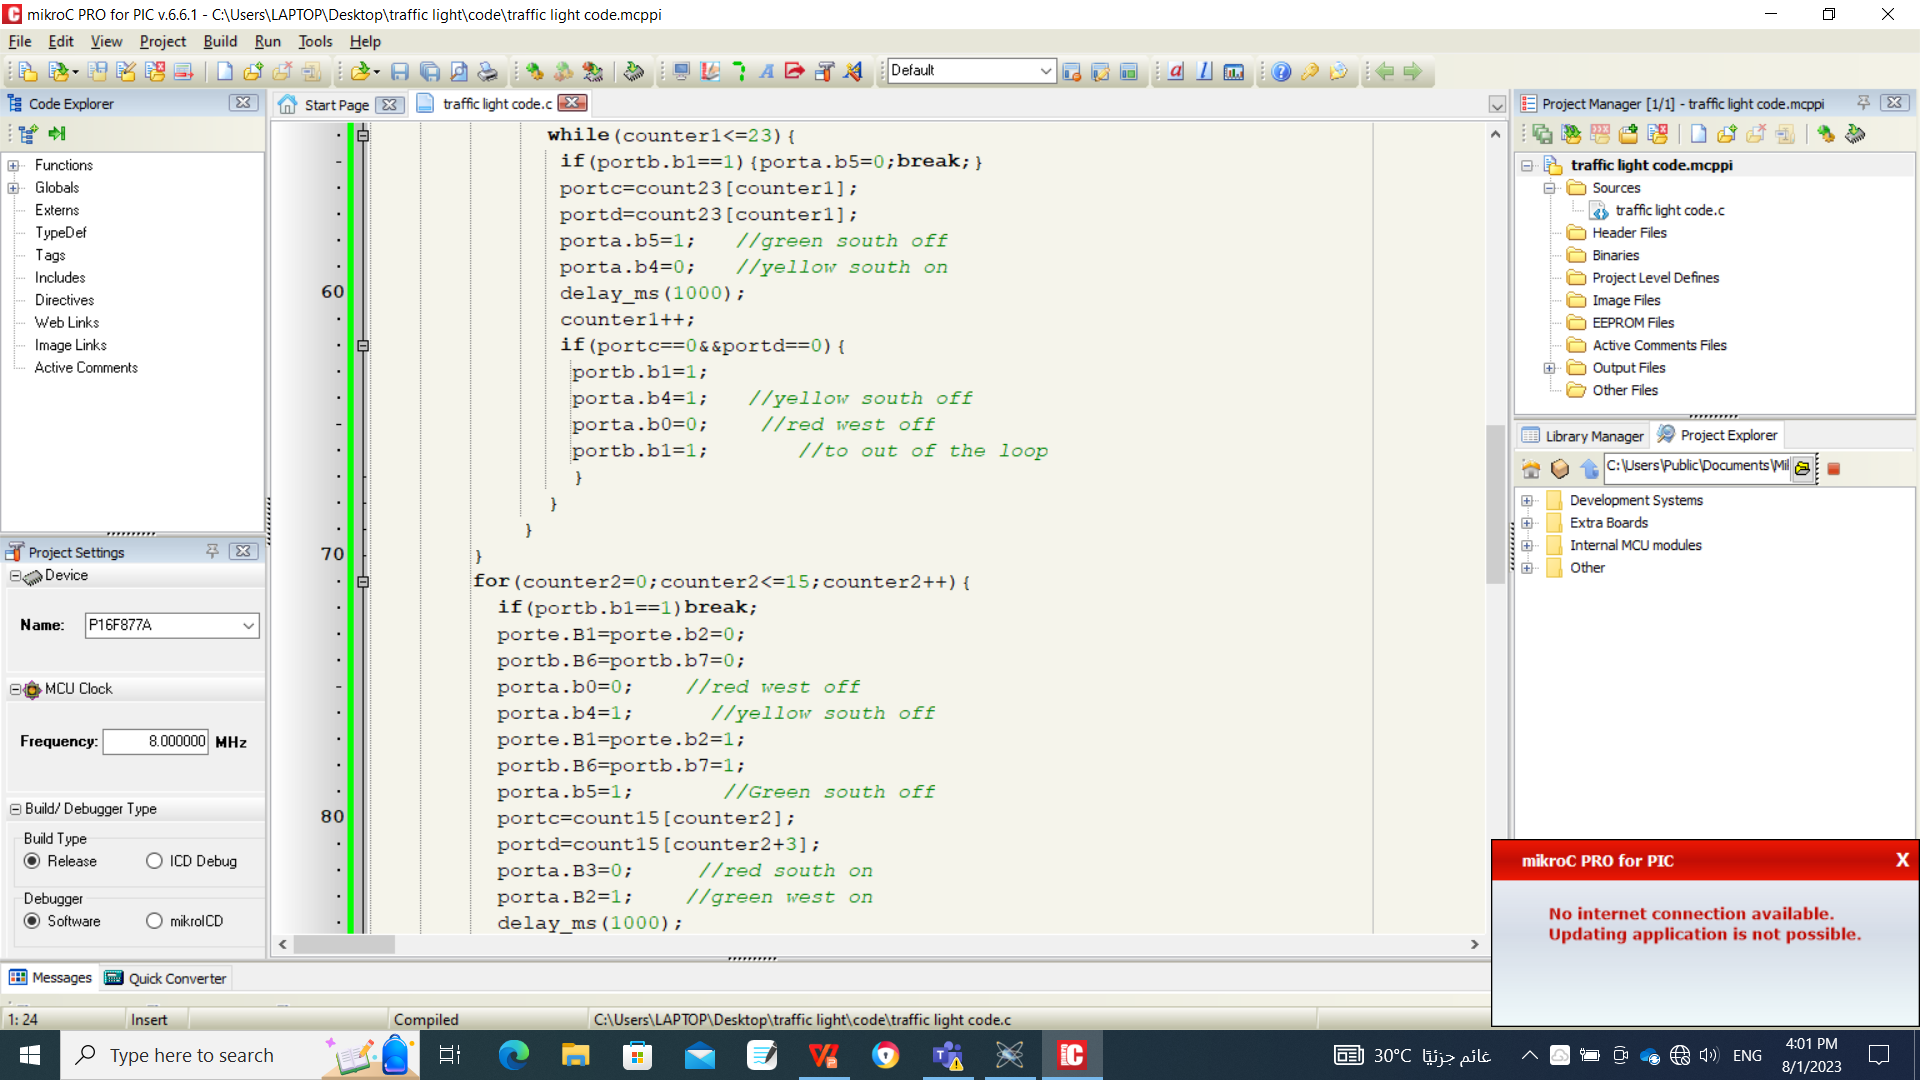 mikroC PRO for PIC v.6.6.1 - C:\Users\LAPTOP\Desktop\traffic light\code\traffic light code.mcppi
File Edit View Project Build Run Tools Help
Default
Code Explorer
Start Page
traffic light code.c
Project Manager [1/1] - traffic light code.mcppi
Functions
Globals
Externs
TypeDef
Tags
Includes
Directives
Web Links
Image Links
Active Comments
Project Settings
Device
Name: P16F877A
MCU Clock
Frequency: 8.000000 MHz
Build/ Debugger Type
Build Type
Release ICD Debug
Debugger
Software mikroICD
while(counter1<=23){
if(portb.b1==1){porta.b5=0;break;}
portc=count23[counter1];
portd=count23[counter1];
porta.b5=1; //green south off
porta.b4=0; //yellow south on
60 delay_ms(1000);
counter1++;
if(portc==0&&portd==0){
portb.b1=1;
porta.b4=1; //yellow south off
porta.b0=0; //red west off
portb.b1=1; //to out of the loop
}
}
}
70 }
for(counter2=0;counter2<=15;counter2++){
if(portb.b1==1)break;
porte.B1=porte.b2=0;
portb.B6=portb.b7=0;
porta.b0=0; //red west off
porta.b4=1; //yellow south off
porte.B1=porte.b2=1;
portb.B6=portb.b7=1;
porta.b5=1; //Green south off
80 portc=count15[counter2];
portd=count15[counter2+3];
porta.B3=0; //red south on
porta.B2=1; //green west on
delay_ms(1000);
traffic light code.mcppi
Sources
traffic light code.c
Header Files
Binaries
Project Level Defines
Image Files
EEPROM Files
Active Comments Files
Output Files
Other Files
Library Manager Project Explorer
C:\Users\Public\Documents\Mil
Development Systems
Extra Boards
Internal MCU modules
Other
mikroC PRO for PIC X
No internet connection available.
Updating application is not possible.
Messages Quick Converter
1: 24 Insert Compiled C:\Users\LAPTOP\Desktop\traffic light\code\traffic light code.c
Type here to search
30°C غائم جزئيًا
ENG
4:01 PM
8/1/2023